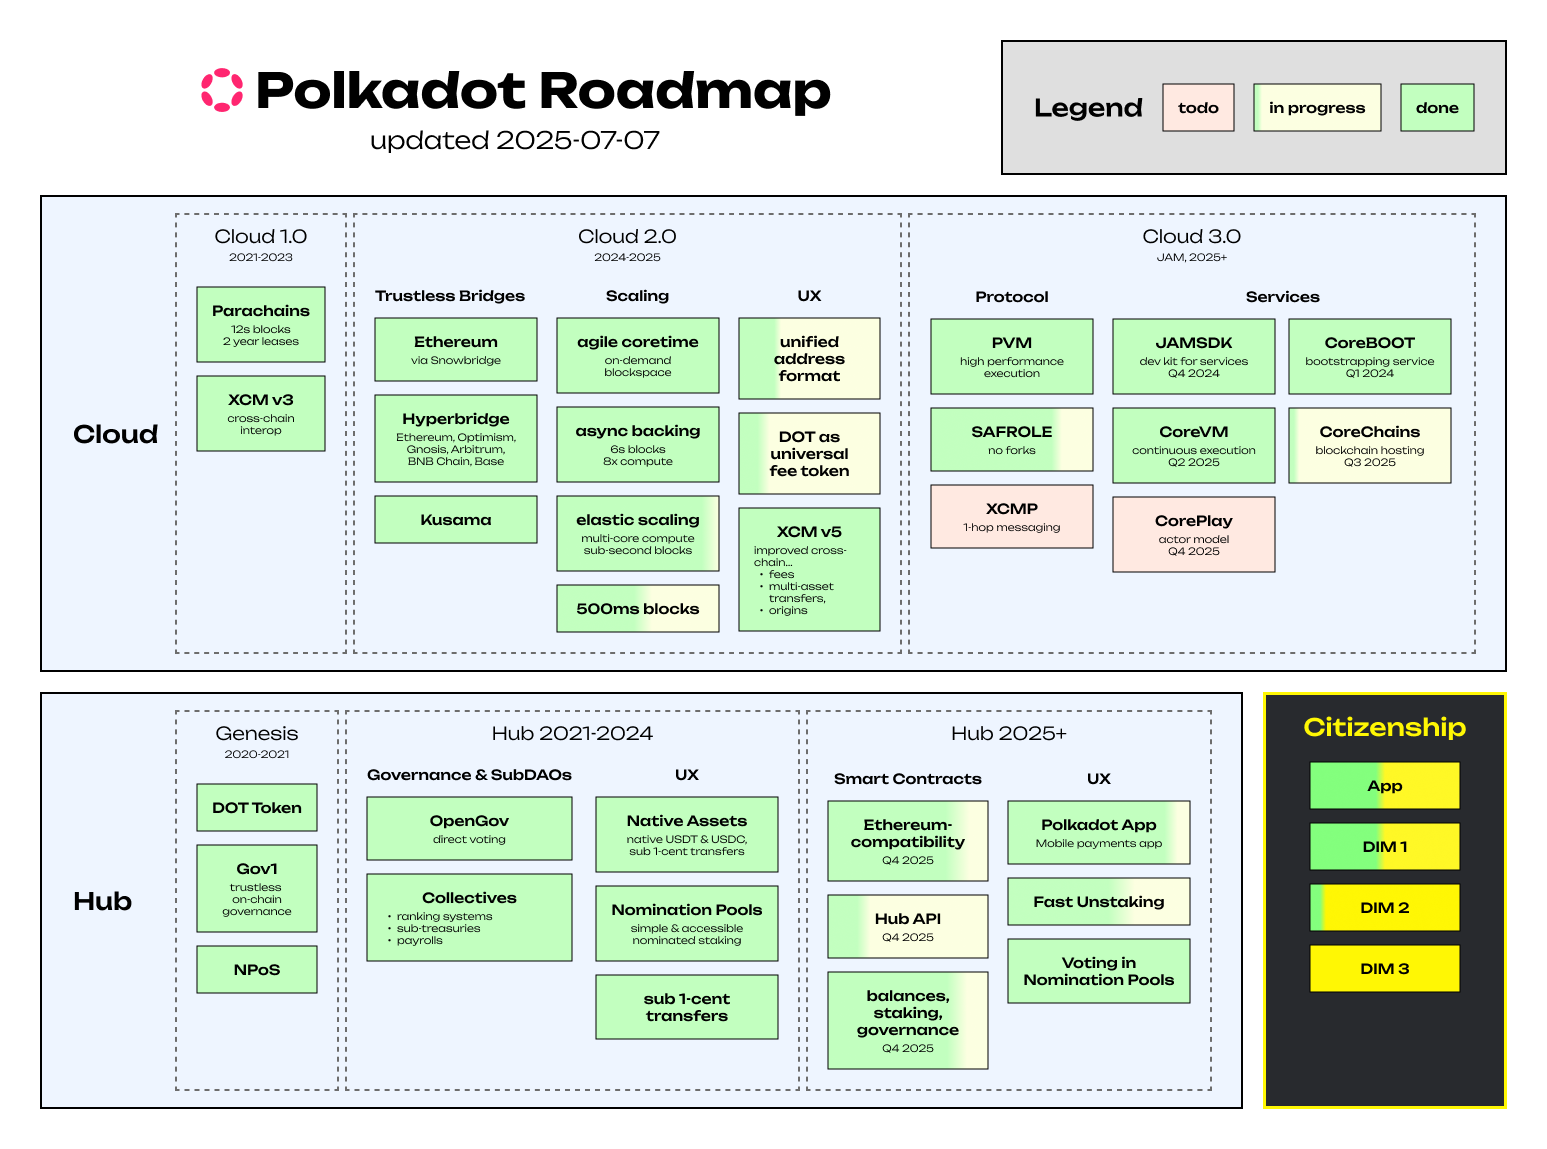 Polkadot Roadmap
updated 2025-07-07
Legend
todo
in progress
done
Cloud
Cloud 1.0
2021-2023
Parachains
12s blocks
2 year leases
XCM v3
cross-chain
interop
Cloud 2.0
2024-2025
Trustless Bridges
Ethereum
via Snowbridge
Hyperbridge
Ethereum, Optimism,
Gnosis, Arbitrum,
BNB Chain, Base
Kusama
Scaling
agile coretime
on-demand
blockspace
async backing
6s blocks
8x compute
elastic scaling
multi-core compute
sub-second blocks
500ms blocks
UX
unified
address
format
DOT as
universal
fee token
XCM v5
improved cross-
chain...
• fees
• multi-asset
transfers,
• origins
Cloud 3.0
JAM, 2025+
Protocol
PVM
high performance
execution
SAFROLE
no forks
XCMP
1-hop messaging
Services
JAMSDK
dev kit for services
Q4 2024
CoreVM
continuous execution
Q2 2025
CorePlay
actor model
Q4 2025
CoreBOOT
bootstrapping service
Q1 2024
CoreChains
blockchain hosting
Q3 2025
Hub
Genesis
2020-2021
DOT Token
Gov1
trustless
on-chain
governance
NPoS
Hub 2021-2024
Governance & SubDAOs
OpenGov
direct voting
Collectives
• ranking systems
• sub-treasuries
• payrolls
UX
Native Assets
native USDT & USDC,
sub 1-cent transfers
Nomination Pools
simple & accessible
nominated staking
sub 1-cent
transfers
Hub 2025+
Smart Contracts
Ethereum-
compatibility
Q4 2025
Hub API
Q4 2025
balances,
staking,
governance
Q4 2025
UX
Polkadot App
Mobile payments app
Fast Unstaking
Voting in
Nomination Pools
Citizenship
App
DIM 1
DIM 2
DIM 3